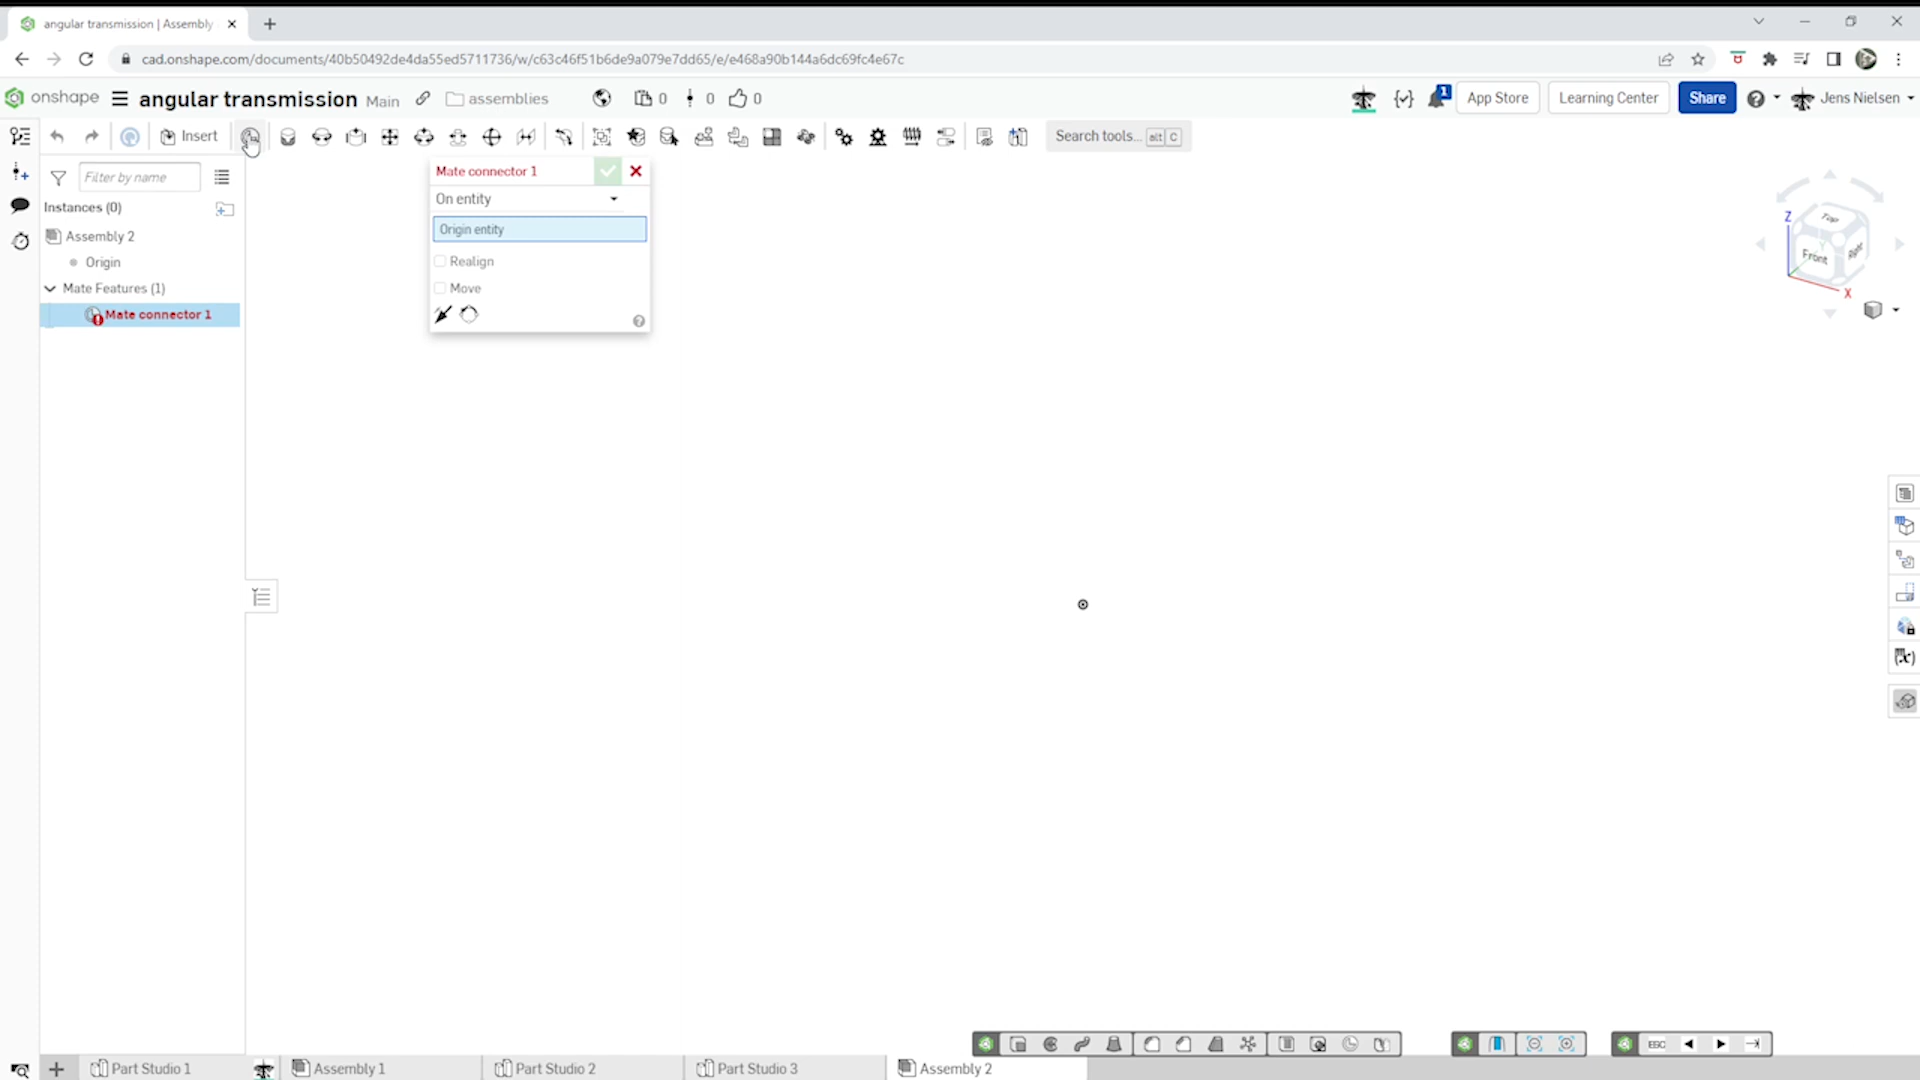 angular transmission | Assembly
cad.onshape.com/documents/40b50492de4da55ed5711736/w/c63c46f51b6de9a079e7dd65/e/e468a90b144a6dc69fc4e67c
onshape angular transmission Main assemblies 0 0 0 1 App Store Learning Center Share Jens Nielsen
Insert Search tools... alt C
Mate connector 1
Filter by name
On entity
Instances (0)
Origin entity
Assembly 2
Origin
Realign
Mate Features (1)
Move
Mate connector 1
Z
Top
Front
Right
Y
X
(x)
ESC
Part Studio 1 Assembly 1 Part Studio 2 Part Studio 3 Assembly 2